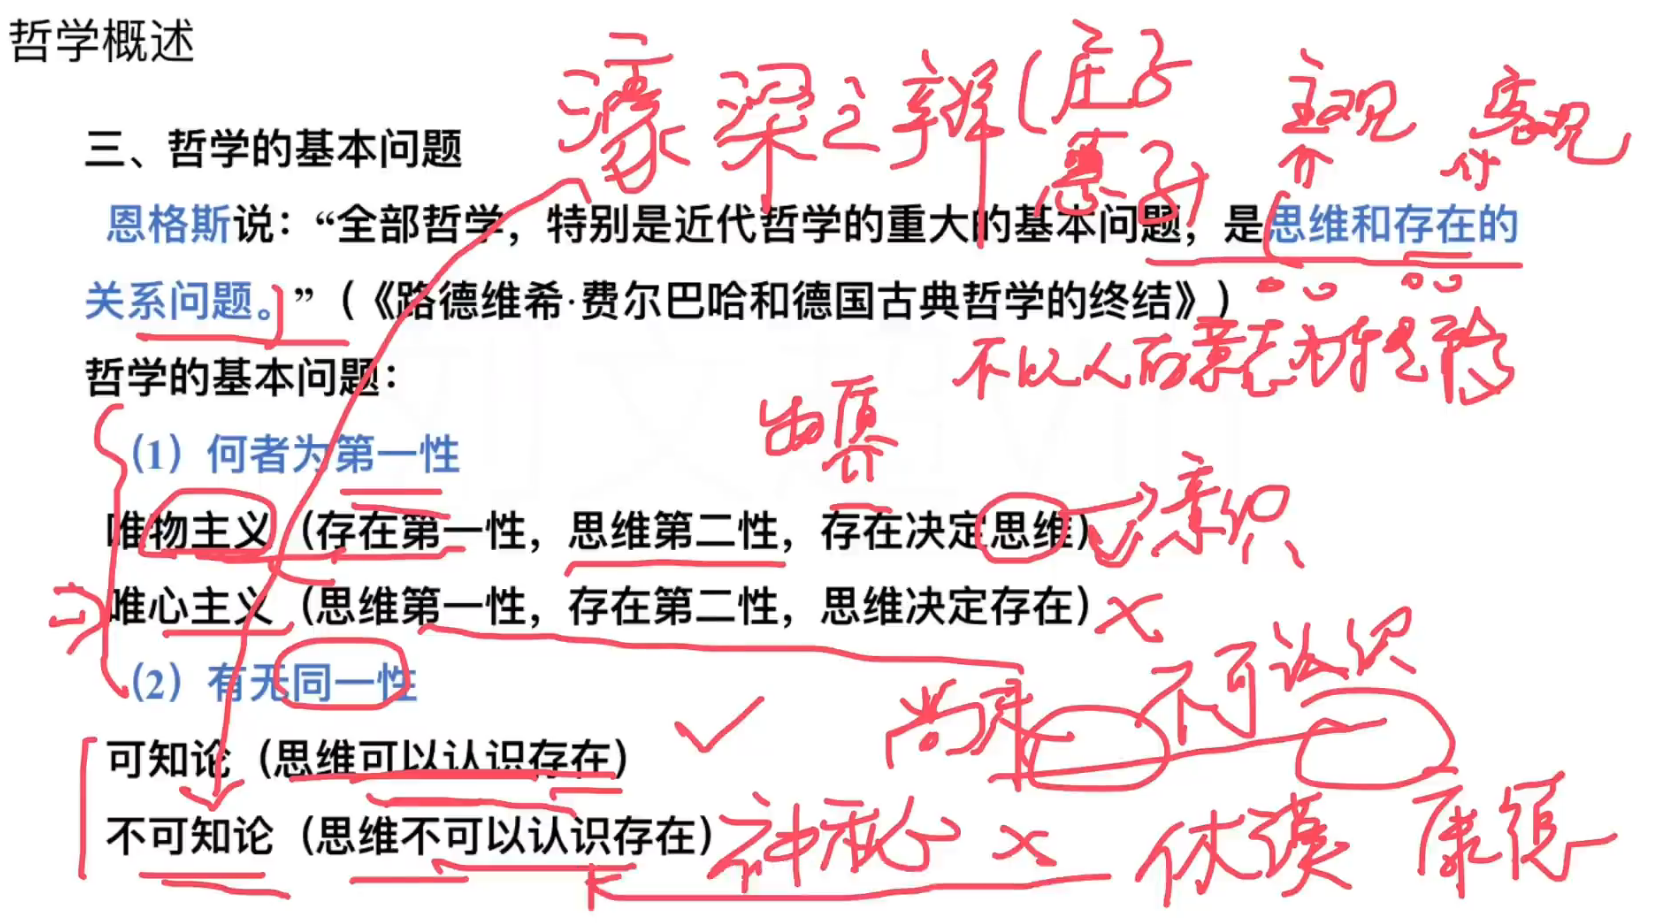 哲学概述
濠梁之辩(庄子
惠子
主观 客观
三、哲学的基本问题
恩格斯说：“全部哲学，特别是近代哲学的重大的基本问题，是思维和存在的
关系问题。”（《路德维希·费尔巴哈和德国古典哲学的终结》）
不以人的意志为转移
哲学的基本问题：
物质
（1）何者为第一性
意识
唯物主义（存在第一性，思维第二性，存在决定思维）
唯心主义（思维第一性，存在第二性，思维决定存在）
不可认识
（2）有无同一性
尚未
可知论（思维可以认识存在）
不可知论（思维不可以认识存在）
休谟 康德